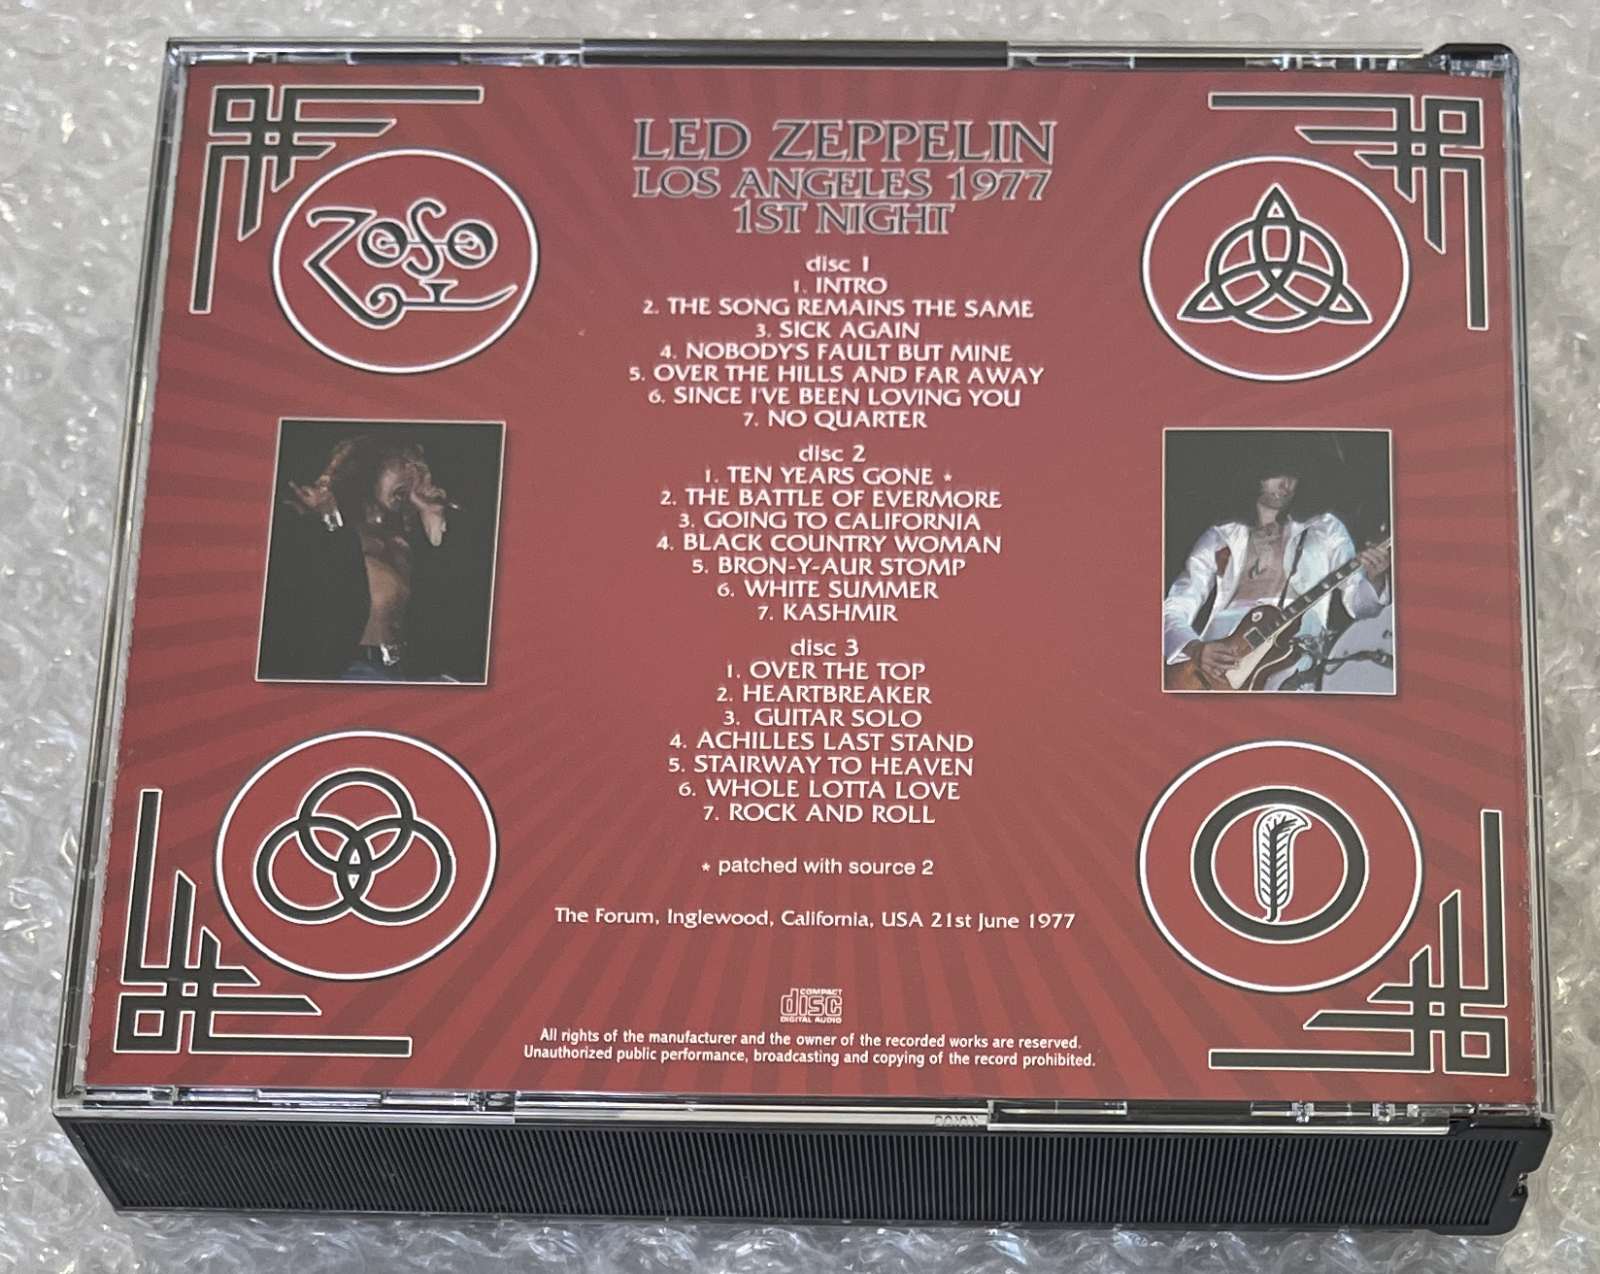 LED ZEPPELIN
LOS ANGELES 1977
1ST NIGHT
disc 1
1. INTRO
2. THE SONG REMAINS THE SAME
3. SICK AGAIN
4. NOBODY'S FAULT BUT MINE
5. OVER THE HILLS AND FAR AWAY
6. SINCE I'VE BEEN LOVING YOU
7. NO QUARTER
disc 2
1. TEN YEARS GONE *
2. THE BATTLE OF EVERMORE
3. GOING TO CALIFORNIA
4. BLACK COUNTRY WOMAN
5. BRON-Y-AUR STOMP
6. WHITE SUMMER
7. KASHMIR
disc 3
1. OVER THE TOP
2. HEARTBREAKER
3. GUITAR SOLO
4. ACHILLES LAST STAND
5. STAIRWAY TO HEAVEN
6. WHOLE LOTTA LOVE
7. ROCK AND ROLL
* patched with source 2
The Forum, Inglewood, California, USA 21st June 1977
COMPACT
disc
DIGITAL AUDIO
All rights of the manufacturer and the owner of the recorded works are reserved.
Unauthorized public performance, broadcasting and copying of the record prohibited.
ZOSO